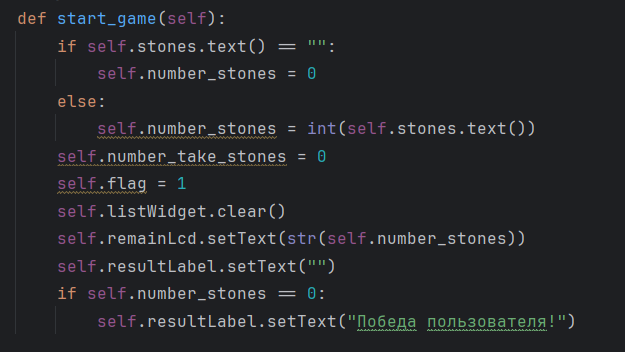 def start_game(self):
    if self.stones.text() == "":
        self.number_stones = 0
    else:
        self.number_stones = int(self.stones.text())
    self.number_take_stones = 0
    self.flag = 1
    self.listWidget.clear()
    self.remainLcd.setText(str(self.number_stones))
    self.resultLabel.setText("")
    if self.number_stones == 0:
        self.resultLabel.setText("Победа пользователя!")